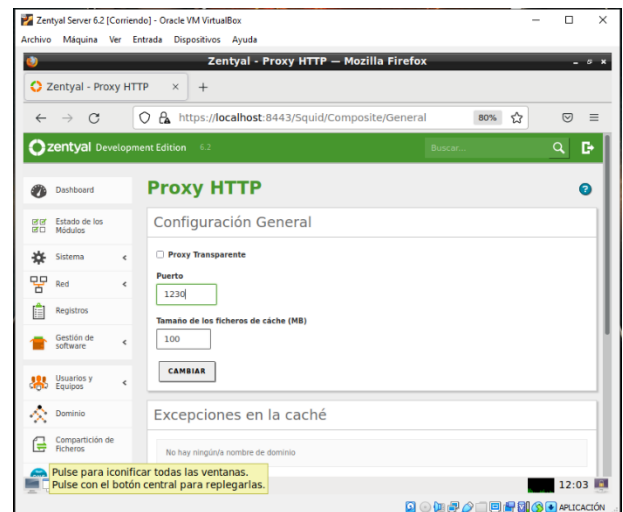 Zentyal Server 6.2 [Corriendo] - Oracle VM VirtualBox
Archivo Máquina Ver Entrada Dispositivos Ayuda
Zentyal - Proxy HTTP — Mozilla Firefox
Zentyal - Proxy HTTP
https://localhost:8443/Squid/Composite/General 80%
zentyal Development Edition 6.2 Buscar...
Dashboard
Estado de los
Módulos
Sistema
Red
Registros
Gestión de
software
Usuarios y
Equipos
Dominio
Compartición de
Ficheros
Proxy HTTP
Configuración General
Proxy Transparente
Puerto
1230
Tamaño de los ficheros de cáche (MB)
100
CAMBIAR
Excepciones en la caché
No hay ningún/a nombre de dominio
Pulse para iconificar todas las ventanas.
Pulse con el botón central para replegarlas.
12:03
APLICACIÓN